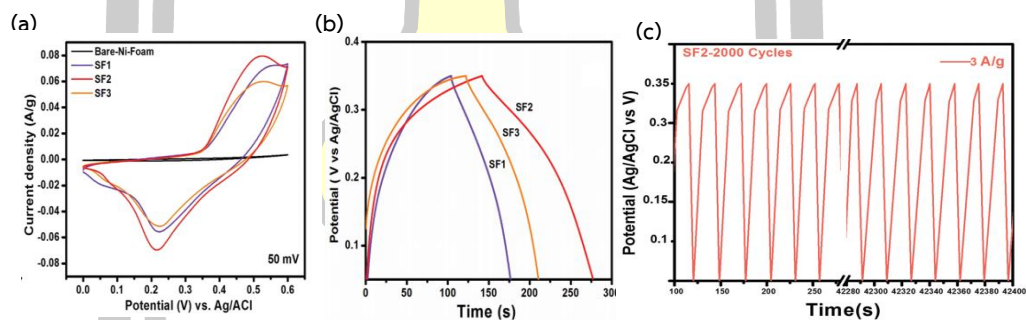 (a)
Bare-Ni-Foam
SF1
SF2
SF3
Current density (A/g)
0.08
0.06
0.04
0.02
0.00
-0.02
-0.04
-0.06
-0.08
50 mV
0.0 0.1 0.2 0.3 0.4 0.5 0.6
Potential (V) vs. Ag/ACl
(b)
Potential ( V vs Ag/AgCl)
0.4
0.3
0.2
0.1
SF1
SF3
SF2
0 50 100 150 200 250 300
Time (s)
(c)
SF2-2000 Cycles
3 A/g
Potential (Ag/AgCl vs V)
0.35
0.32
0.2
0.15
0.1
100 150 200 250 42280 42300 42320 42340 42360 42380 42400
Time(s)